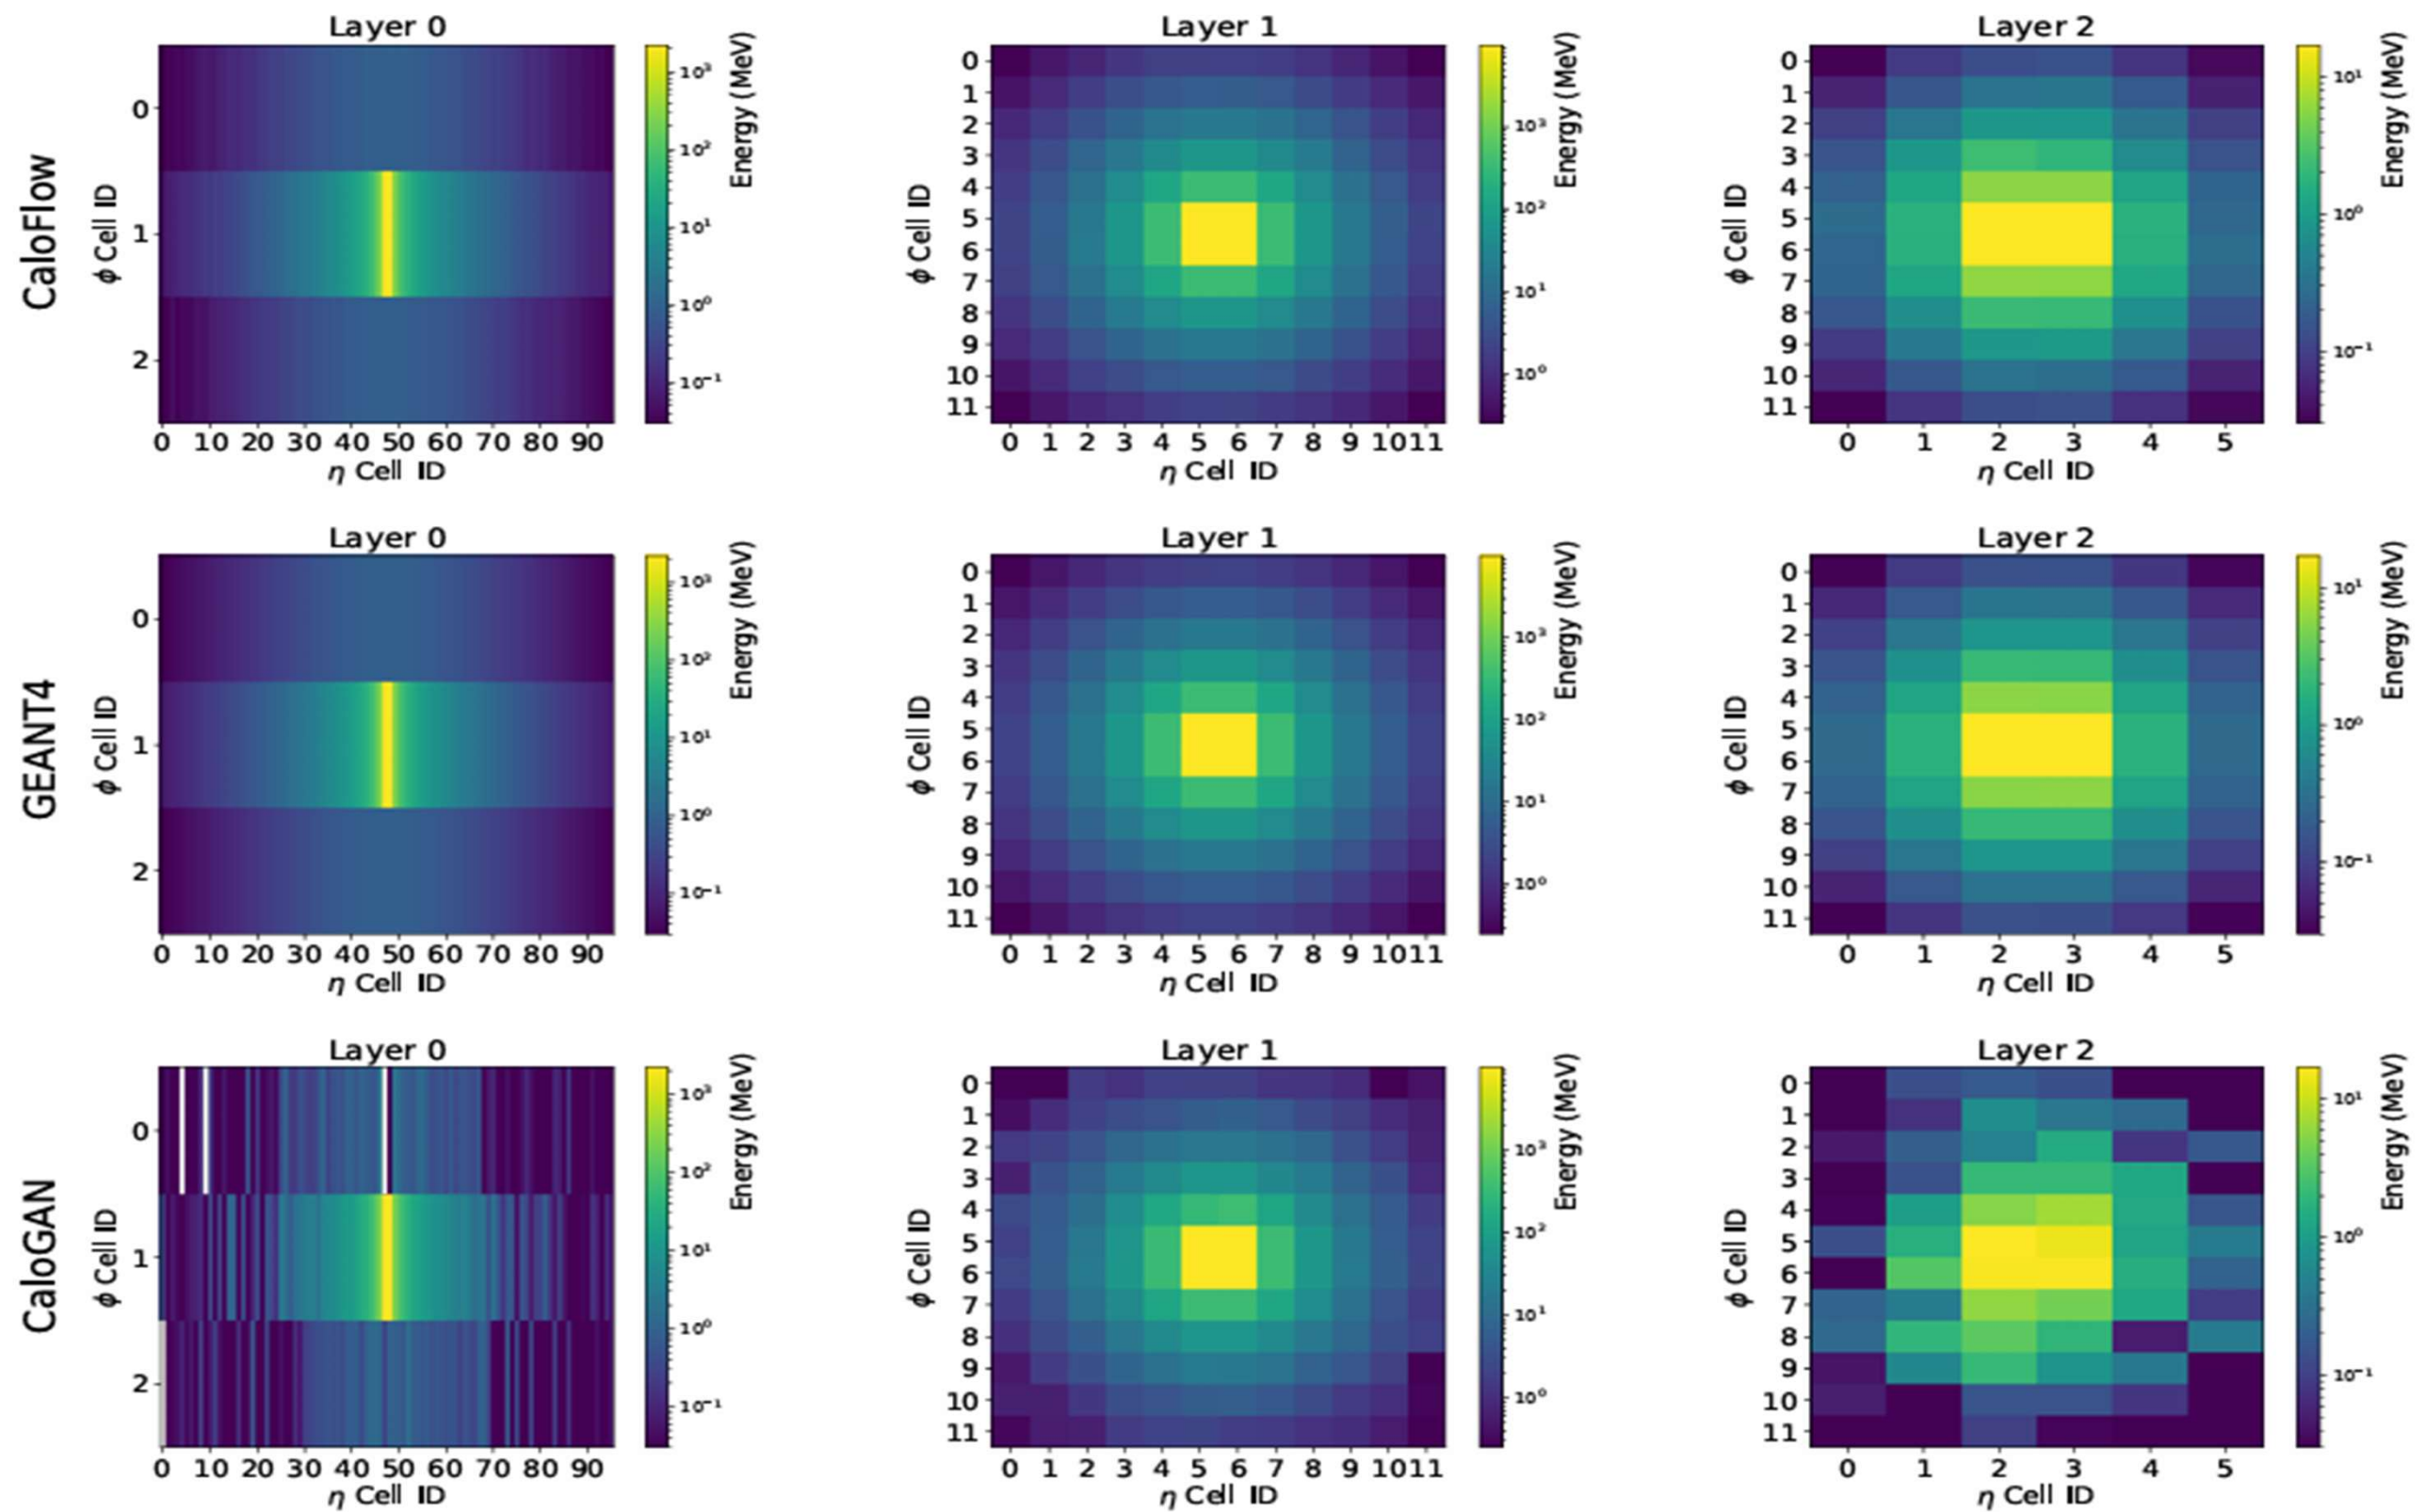 Layer 0
Layer 1
Layer 2
CaloFlow
ϕ Cell ID
0
1
2
0 10 20 30 40 50 60 70 80 90
η Cell ID
10³
10²
10¹
10⁰
10⁻¹
Energy (MeV)
ϕ Cell ID
0
1
2
3
4
5
6
7
8
9
10
11
0 1 2 3 4 5 6 7 8 9 10 11
η Cell ID
10³
10²
10¹
10⁰
Energy (MeV)
ϕ Cell ID
0
1
2
3
4
5
6
7
8
9
10
11
0 1 2 3 4 5
η Cell ID
10¹
10⁰
10⁻¹
Energy (MeV)
Layer 0
Layer 1
Layer 2
GEANT4
ϕ Cell ID
0
1
2
0 10 20 30 40 50 60 70 80 90
η Cell ID
10³
10²
10¹
10⁰
10⁻¹
Energy (MeV)
ϕ Cell ID
0
1
2
3
4
5
6
7
8
9
10
11
0 1 2 3 4 5 6 7 8 9 10 11
η Cell ID
10³
10²
10¹
10⁰
Energy (MeV)
ϕ Cell ID
0
1
2
3
4
5
6
7
8
9
10
11
0 1 2 3 4 5
η Cell ID
10¹
10⁰
10⁻¹
Energy (MeV)
Layer 0
Layer 1
Layer 2
CaloGAN
ϕ Cell ID
0
1
2
0 10 20 30 40 50 60 70 80 90
η Cell ID
10³
10²
10¹
10⁰
10⁻¹
Energy (MeV)
ϕ Cell ID
0
1
2
3
4
5
6
7
8
9
10
11
0 1 2 3 4 5 6 7 8 9 10 11
η Cell ID
10³
10²
10¹
10⁰
Energy (MeV)
ϕ Cell ID
0
1
2
3
4
5
6
7
8
9
10
11
0 1 2 3 4 5
η Cell ID
10¹
10⁰
10⁻¹
Energy (MeV)